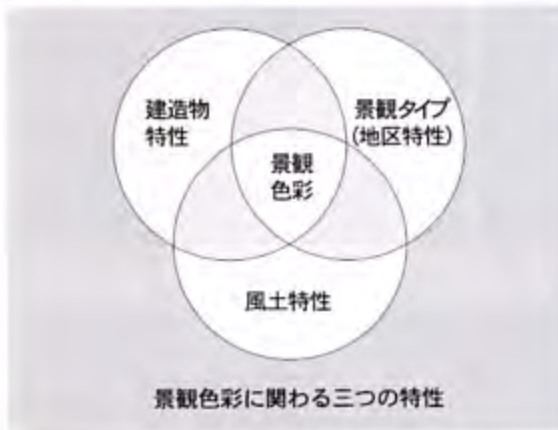 建造物
特性
景観タイプ
(地区特性)
景観
色彩
風土特性
景観色彩に関わる三つの特性